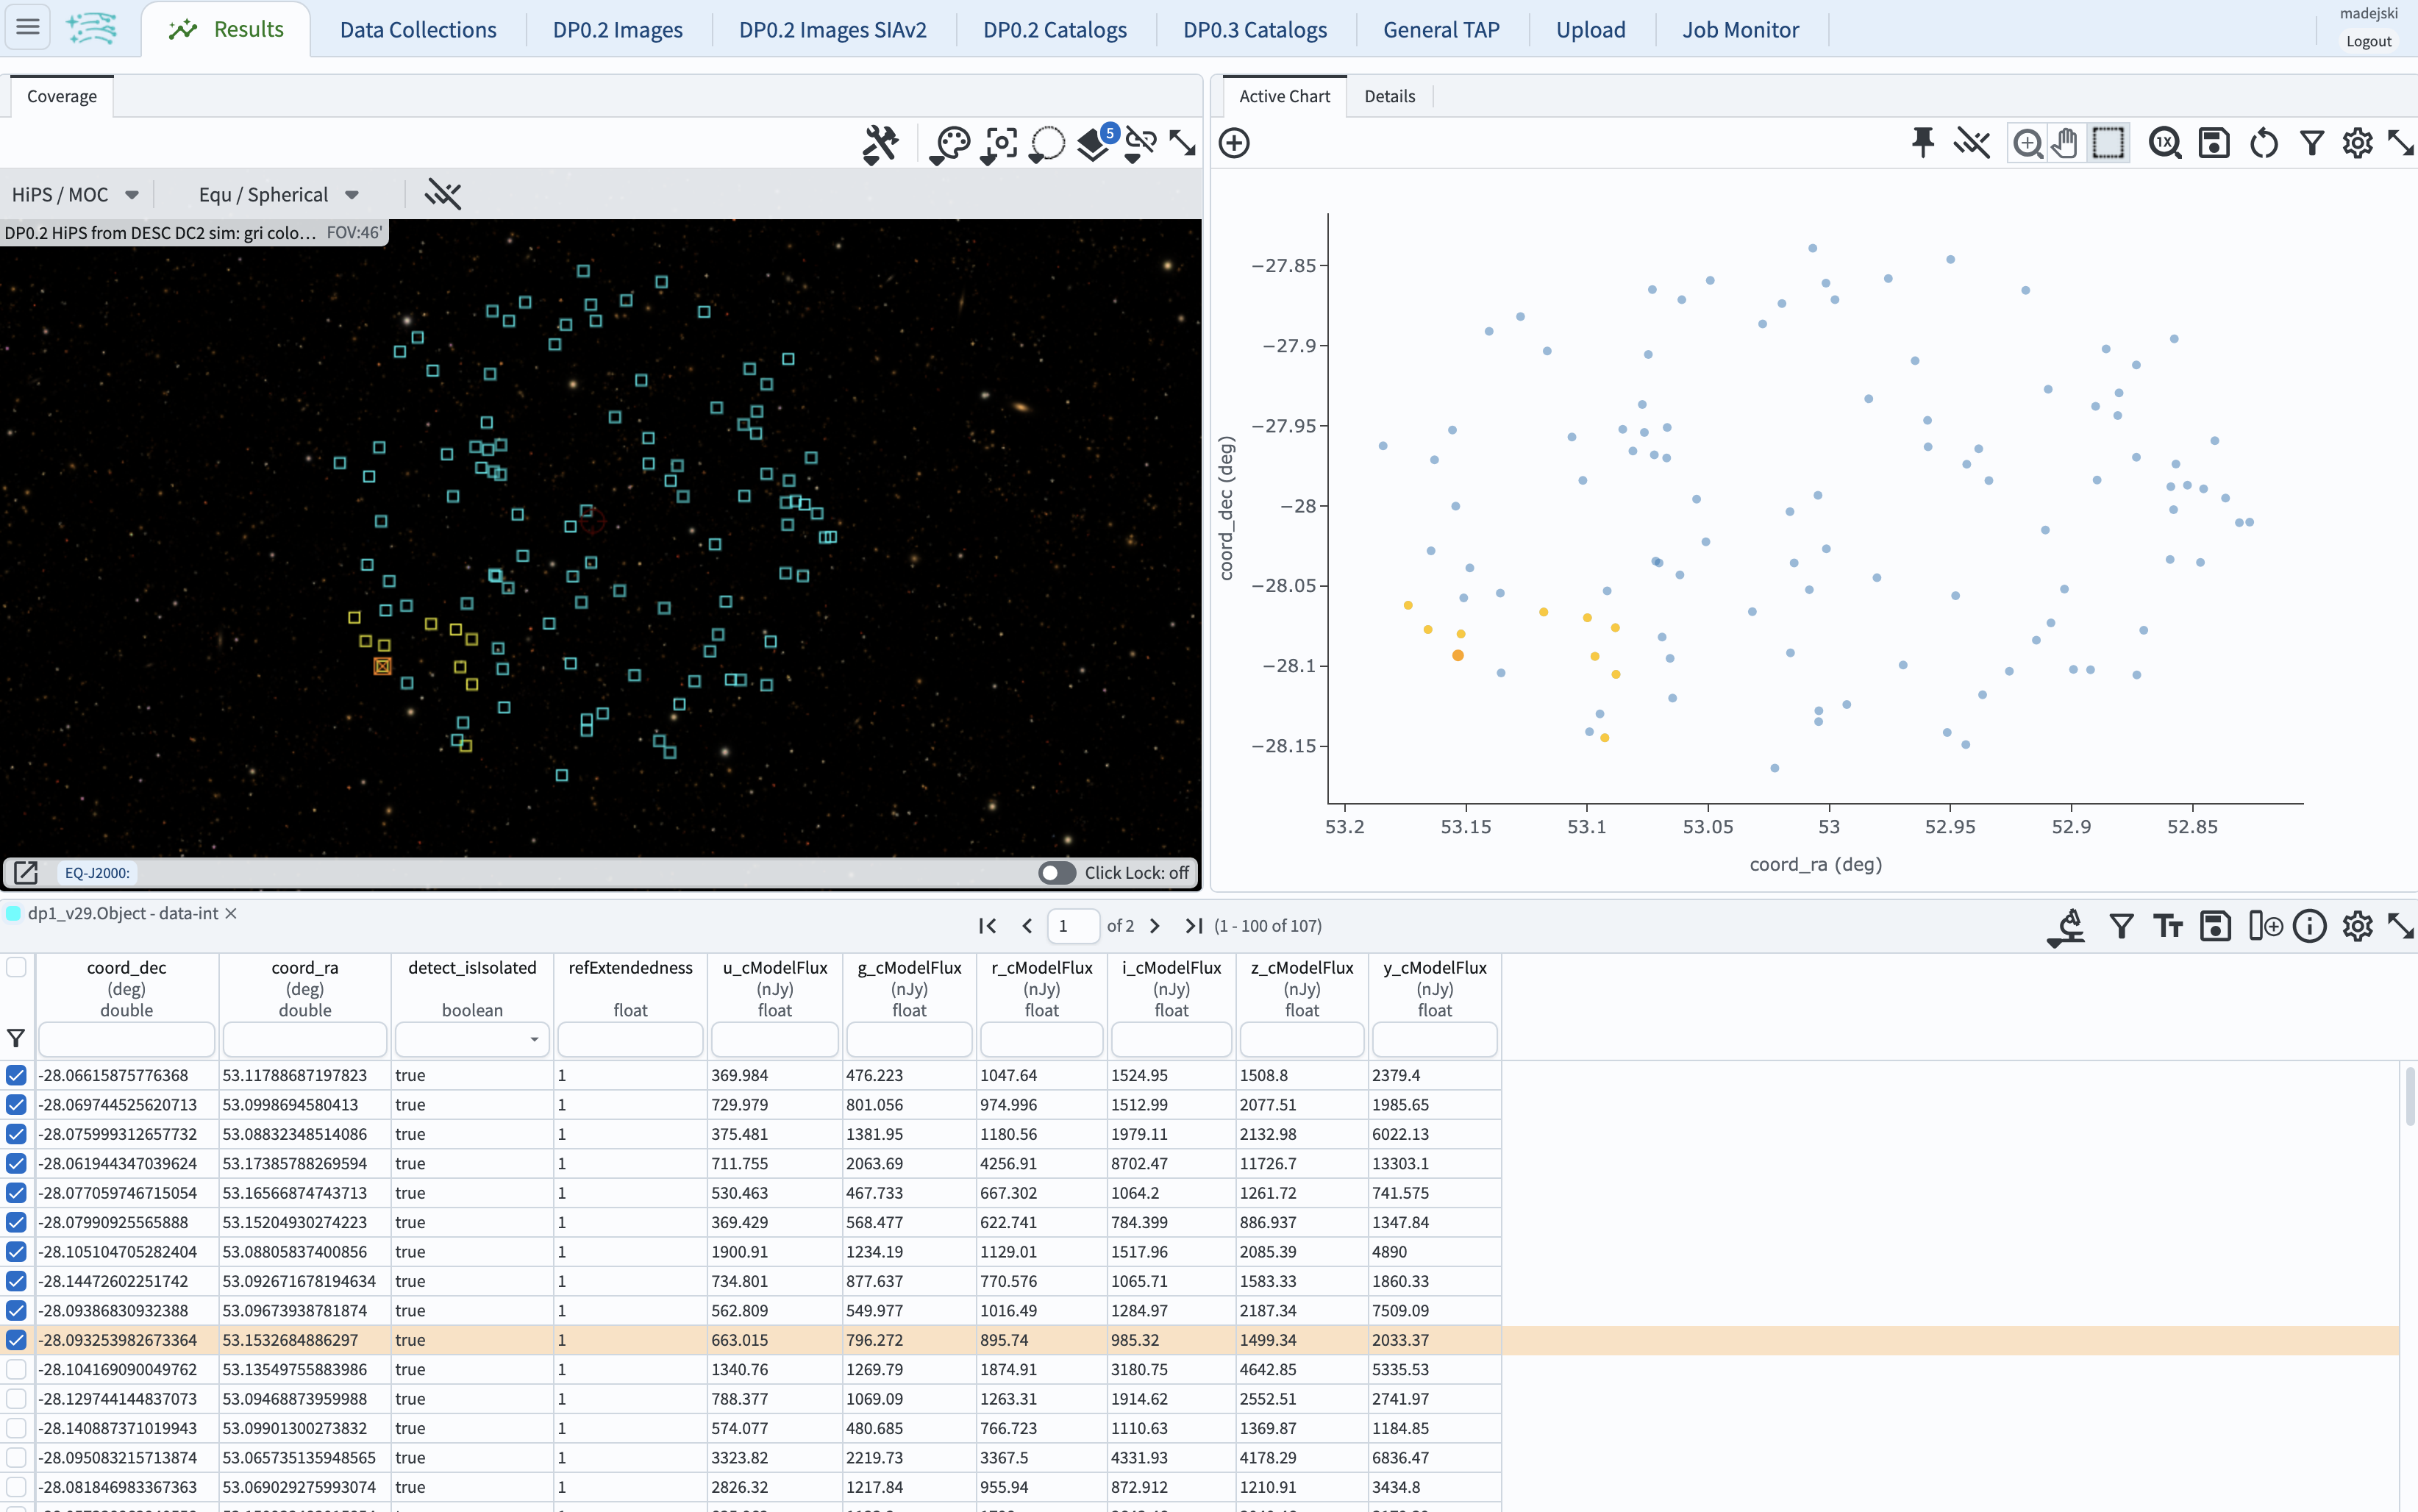 Results
Data Collections
DP0.2 Images
DP0.2 Images SIAv2
DP0.2 Catalogs
DP0.3 Catalogs
General TAP
Upload
Job Monitor
madejski
Logout
Coverage
5
HiPS / MOC
Equ / Spherical
DP0.2 HiPS from DESC DC2 sim: gri colo… FOV:46'
EQ-J2000:
Click Lock: off
Active Chart
Details
1X
−27.85
−27.9
−27.95
−28
−28.05
−28.1
−28.15
coord_dec (deg)
53.2 53.15 53.1 53.05 53 52.95 52.9 52.85
coord_ra (deg)
dp1_v29.Object - data-int
1 of 2 (1 - 100 of 107)
coord_dec coord_ra detect_isIsolated refExtendedness u_cModelFlux g_cModelFlux r_cModelFlux i_cModelFlux z_cModelFlux y_cModelFlux
(deg) (deg) (nJy) (nJy) (nJy) (nJy) (nJy) (nJy)
double double boolean float float float float float float float
-28.06615875776368 53.11788687197823 true 1 369.984 476.223 1047.64 1524.95 1508.8 2379.4
-28.069744525620713 53.0998694580413 true 1 729.979 801.056 974.996 1512.99 2077.51 1985.65
-28.075999312657732 53.08832348514086 true 1 375.481 1381.95 1180.56 1979.11 2132.98 6022.13
-28.061944347039624 53.17385788269594 true 1 711.755 2063.69 4256.91 8702.47 11726.7 13303.1
-28.077059746715054 53.16566874743713 true 1 530.463 467.733 667.302 1064.2 1261.72 741.575
-28.07990925565888 53.15204930274223 true 1 369.429 568.477 622.741 784.399 886.937 1347.84
-28.105104705282404 53.08805837400856 true 1 1900.91 1234.19 1129.01 1517.96 2085.39 4890
-28.14472602251742 53.092671678194634 true 1 734.801 877.637 770.576 1065.71 1583.33 1860.33
-28.09386830932388 53.09673938781874 true 1 562.809 549.977 1016.49 1284.97 2187.34 7509.09
-28.093253982673364 53.1532684886297 true 1 663.015 796.272 895.74 985.32 1499.34 2033.37
-28.104169090049762 53.13549755883986 true 1 1340.76 1269.79 1874.91 3180.75 4642.85 5335.53
-28.129744144837073 53.09468873959988 true 1 788.377 1069.09 1263.31 1914.62 2552.51 2741.97
-28.140887371019943 53.09901300273832 true 1 574.077 480.685 766.723 1110.63 1369.87 1184.85
-28.095083215713874 53.065735135948565 true 1 3323.82 2219.73 3367.5 4331.93 4178.29 6836.47
-28.081846983367363 53.069029275993074 true 1 2826.32 1217.84 955.94 872.912 1210.91 3434.8